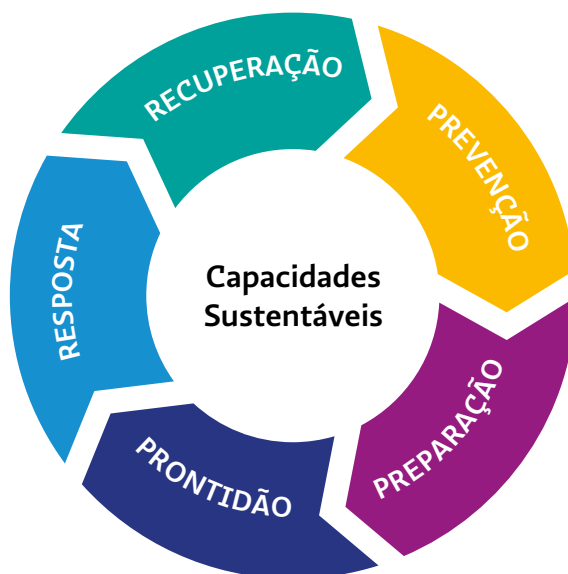 RECUPERAÇÃO
PREVENÇÃO
PREPARAÇÃO
PRONTIDÃO
RESPOSTA
Capacidades
Sustentáveis